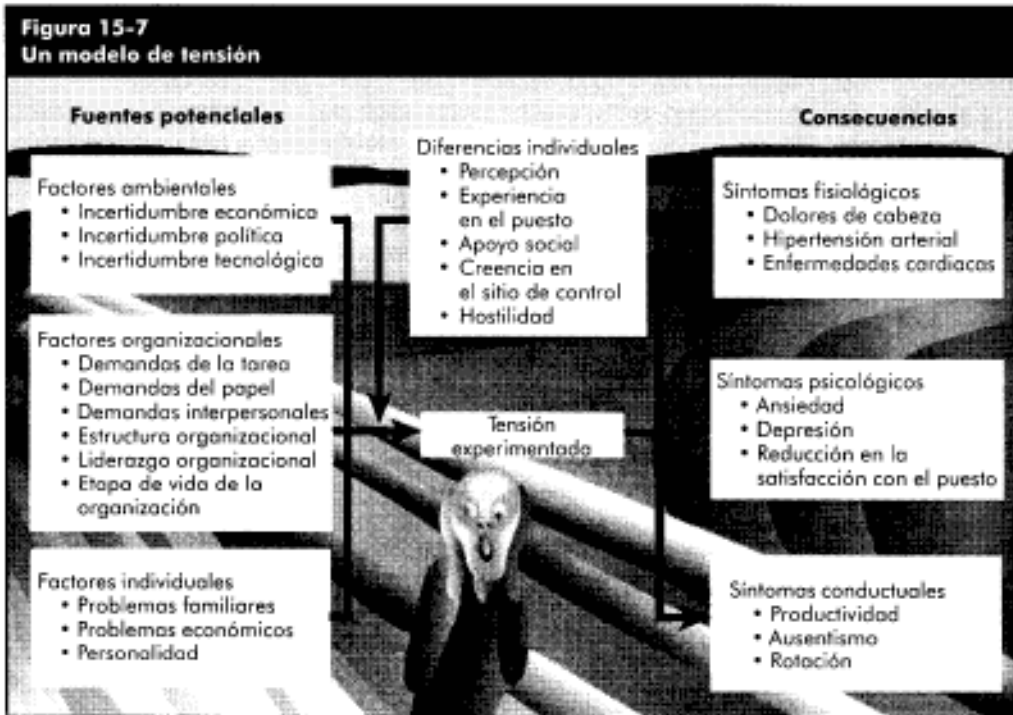 Figura 15-7
Un modelo de tensión
Fuentes potenciales
Factores ambientales
• Incertidumbre económica
• Incertidumbre política
• Incertidumbre tecnológica
Factores organizacionales
• Demandas de la tarea
• Demandas del papel
• Demandas interpersonales
• Estructura organizacional
• Liderazgo organizacional
• Etapa de vida de la
organización
Factores individuales
• Problemas familiares
• Problemas económicos
• Personalidad
Diferencias individuales
• Percepción
• Experiencia
en el puesto
• Apoyo social
• Creencia en
el sitio de control
• Hostilidad
Tensión
experimentada
Consecuencias
Síntomas fisiológicos
• Dolores de cabeza
• Hipertensión arterial
• Enfermedades cardiacas
Síntomas psicológicos
• Ansiedad
• Depresión
• Reducción en la
satisfacción con el puesto
Síntomas conductuales
• Productividad
• Ausentismo
• Rotación